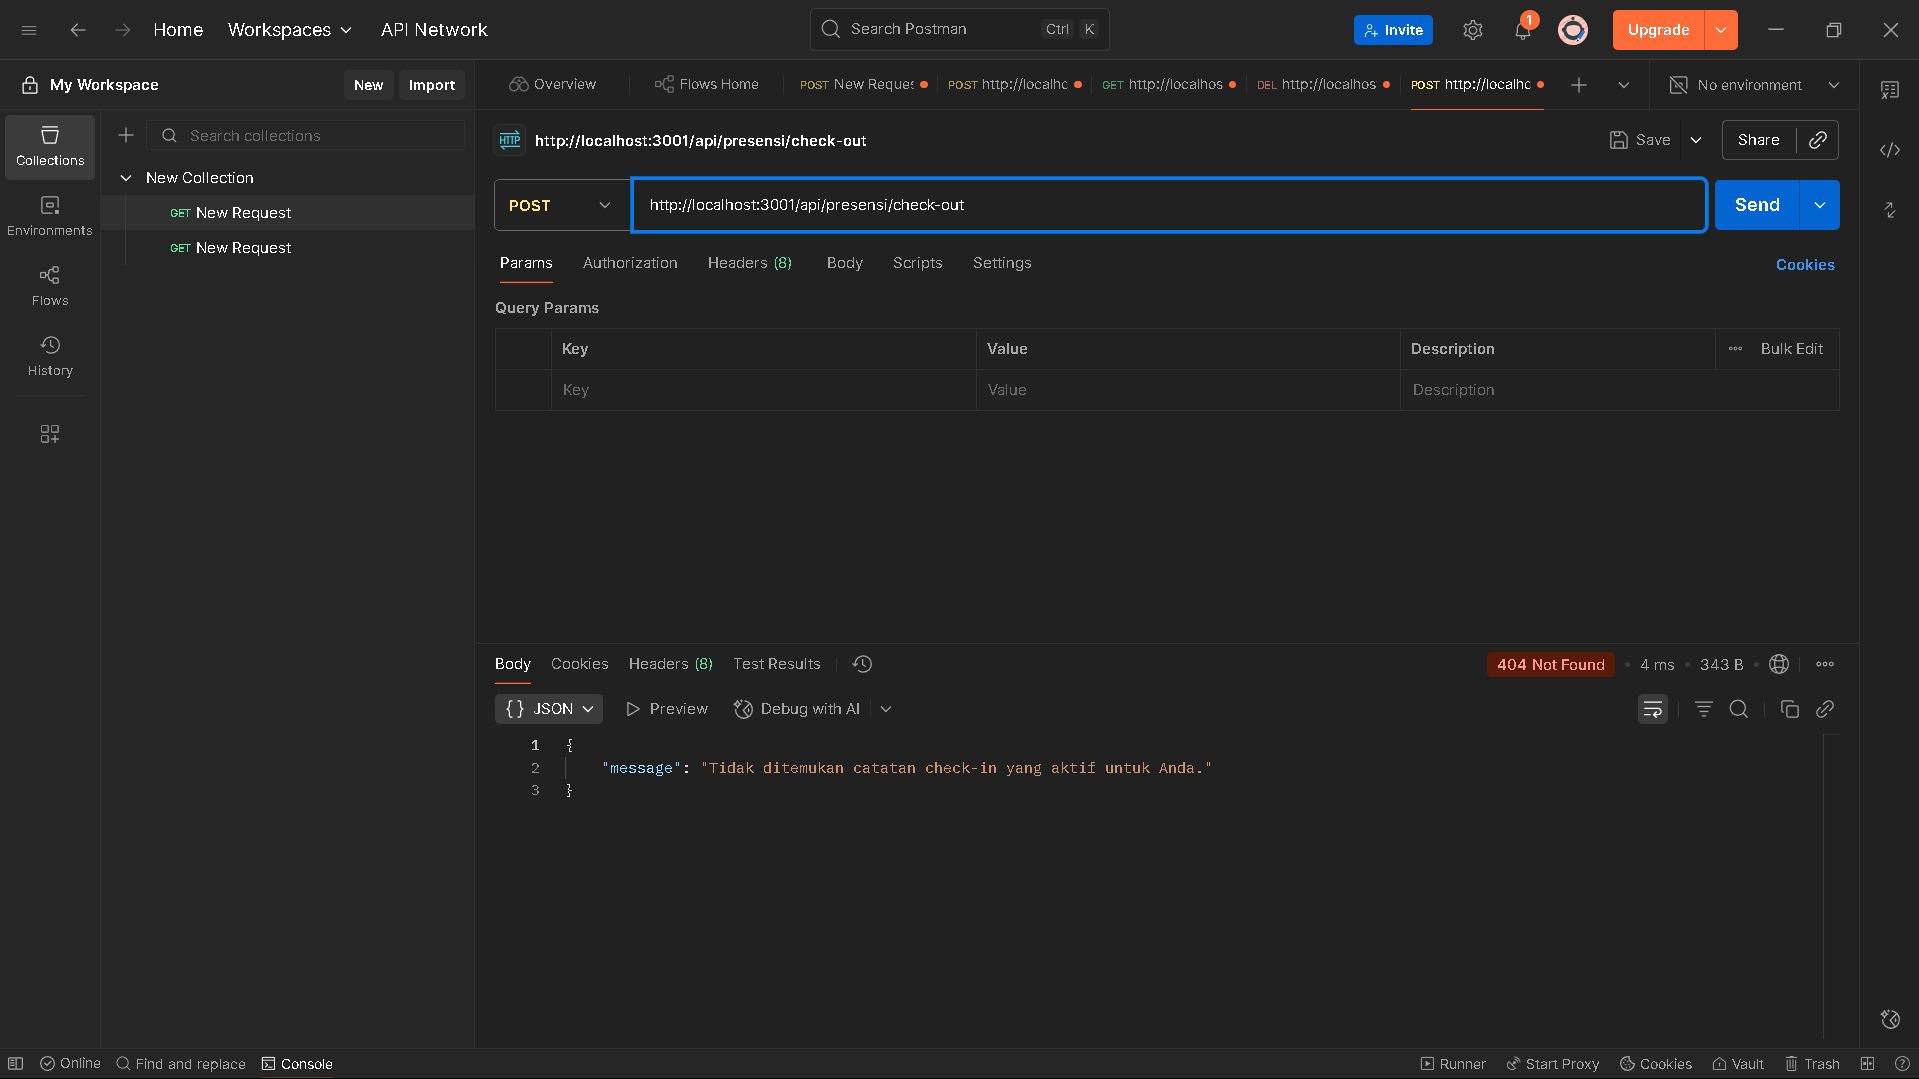 Home Workspaces API Network Search Postman Ctrl K Invite 1 Upgrade
My Workspace New Import Overview Flows Home POST New Reques POST http://localhc GET http://localhos DEL http://localhos POST http://localhc No environment
Collections
Search collections
HTTP http://localhost:3001/api/presensi/check-out Save Share
New Collection
GET New Request
GET New Request
Environments
Flows
History
POST http://localhost:3001/api/presensi/check-out Send
Params Authorization Headers (8) Body Scripts Settings Cookies
Query Params
Key Value Description Bulk Edit
Key Value Description
Body Cookies Headers (8) Test Results 404 Not Found • 4 ms • 343 B
{} JSON Preview Debug with AI
1 {
2 "message": "Tidak ditemukan catatan check-in yang aktif untuk Anda."
3 }
Online Find and replace Console Runner Start Proxy Cookies Vault Trash